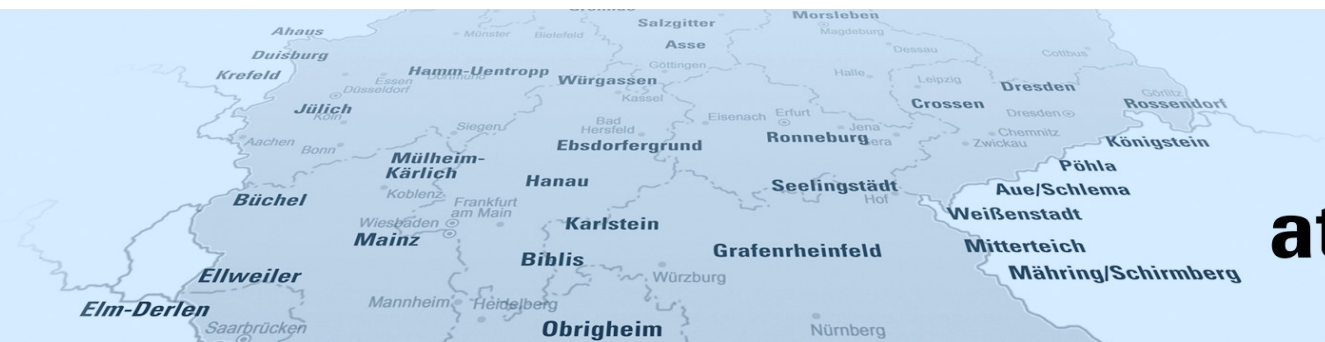 Salzgitter
Morsleben
Magdeburg
Ahaus
Münster
Bielefeld
Asse
Dessau
Duisburg
Göttingen
Cottbus
Krefeld
Essen
Dortmund
Düsseldorf
Hamm-Uentropp
Würgassen
Kassel
Halle
Leipzig
Crossen
Dresden
Görlitz
Rossendorf
Jülich
Köln
Siegen
Bad
Hersfeld
Eisenach
Erfurt
Dresden
Ronneburg
Jena
Gera
Chemnitz
Zwickau
Königstein
Aachen
Bonn
Ebsdorfergrund
Mülheim-
Kärlich
Pöhla
Hanau
Seelingstädt
Hof
Aue/Schlema
Büchel
Koblenz
Frankfurt
am Main
Weißenstadt
Wiesbaden
Mainz
Karlstein
Grafenrheinfeld
Mitterteich
at
Biblis
Mähring/Schirmberg
Ellweiler
Würzburg
Elm-Derlen
Mannheim
Heidelberg
Saarbrücken
Obrigheim
Nürnberg